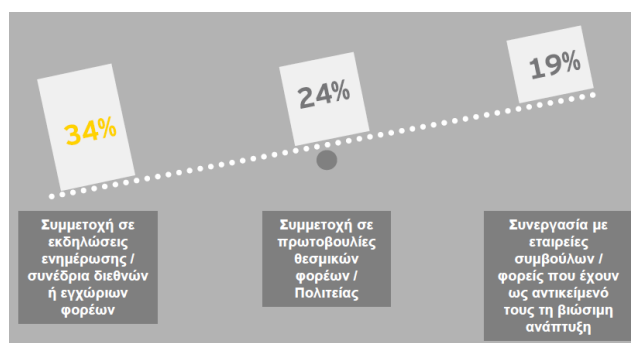 34%
24%
19%
Συμμετοχή σε
εκδηλώσεις
ενημέρωσης /
συνέδρια διεθνών
ή εγχώριων
φορέων
Συμμετοχή σε
πρωτοβουλίες
θεσμικών
φορέων /
Πολιτείας
Συνεργασία με
εταιρείες
συμβούλων /
φορείς που έχουν
ως αντικείμενό
τους τη βιώσιμη
ανάπτυξη